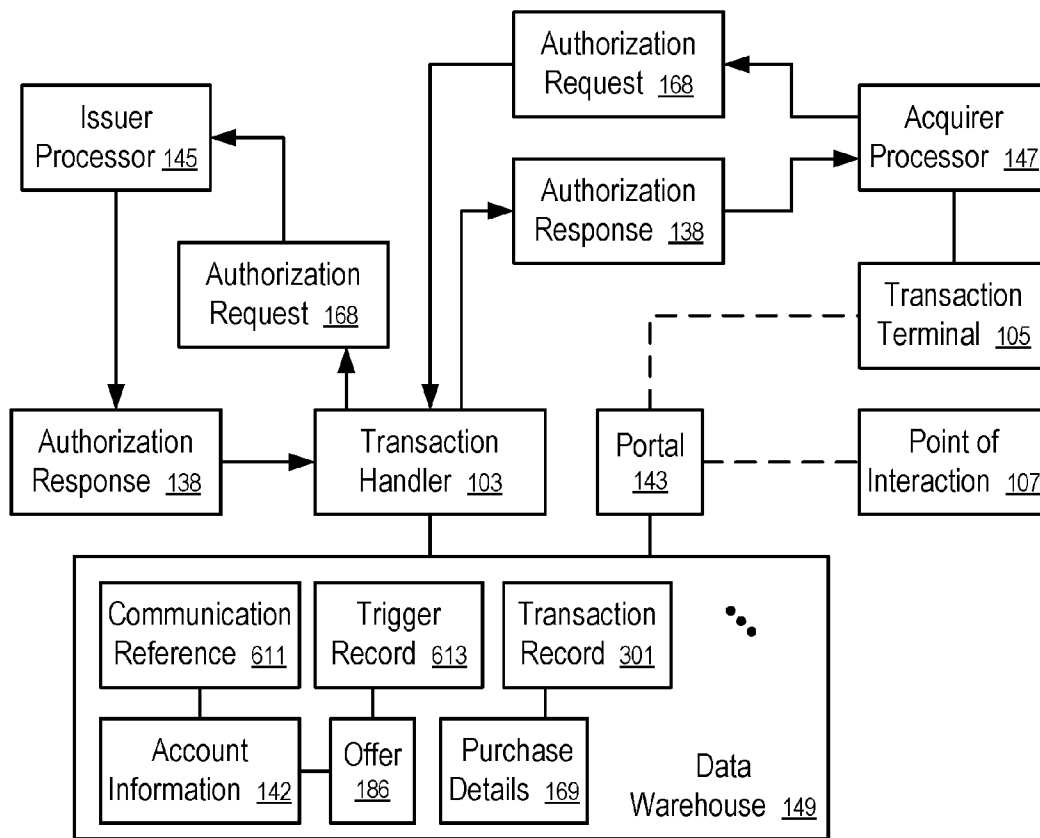 Authorization
Request 168
Issuer
Processor 145
Acquirer
Processor 147
Authorization
Response 138
Authorization
Request 168
Transaction
Terminal 105
Authorization
Response 138
Transaction
Handler 103
Portal
143
Point of
Interaction 107
Communication
Reference 611
Trigger
Record 613
Transaction
Record 301
Account
Information 142
Offer
186
Purchase
Details 169
Data
Warehouse 149